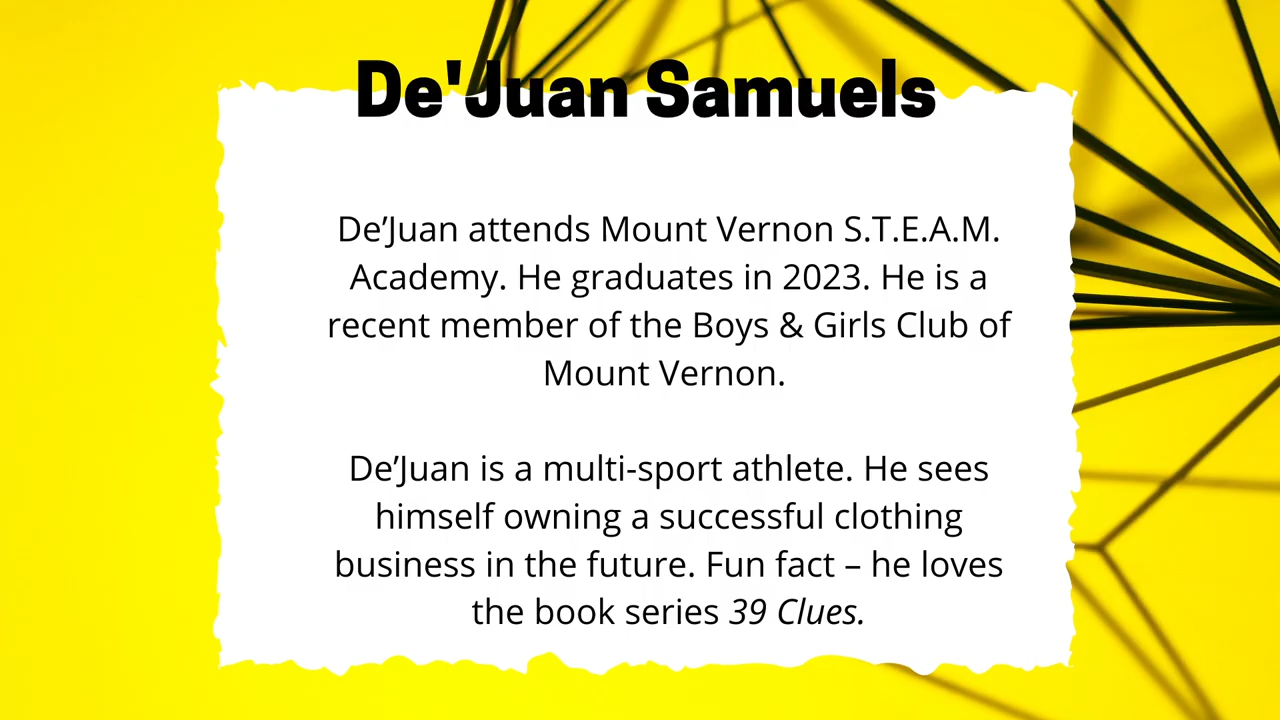 De'Juan Samuels
De’Juan attends Mount Vernon S.T.E.A.M.
Academy. He graduates in 2023. He is a
recent member of the Boys & Girls Club of
Mount Vernon.
De’Juan is a multi-sport athlete. He sees
himself owning a successful clothing
business in the future. Fun fact – he loves
the book series 39 Clues.